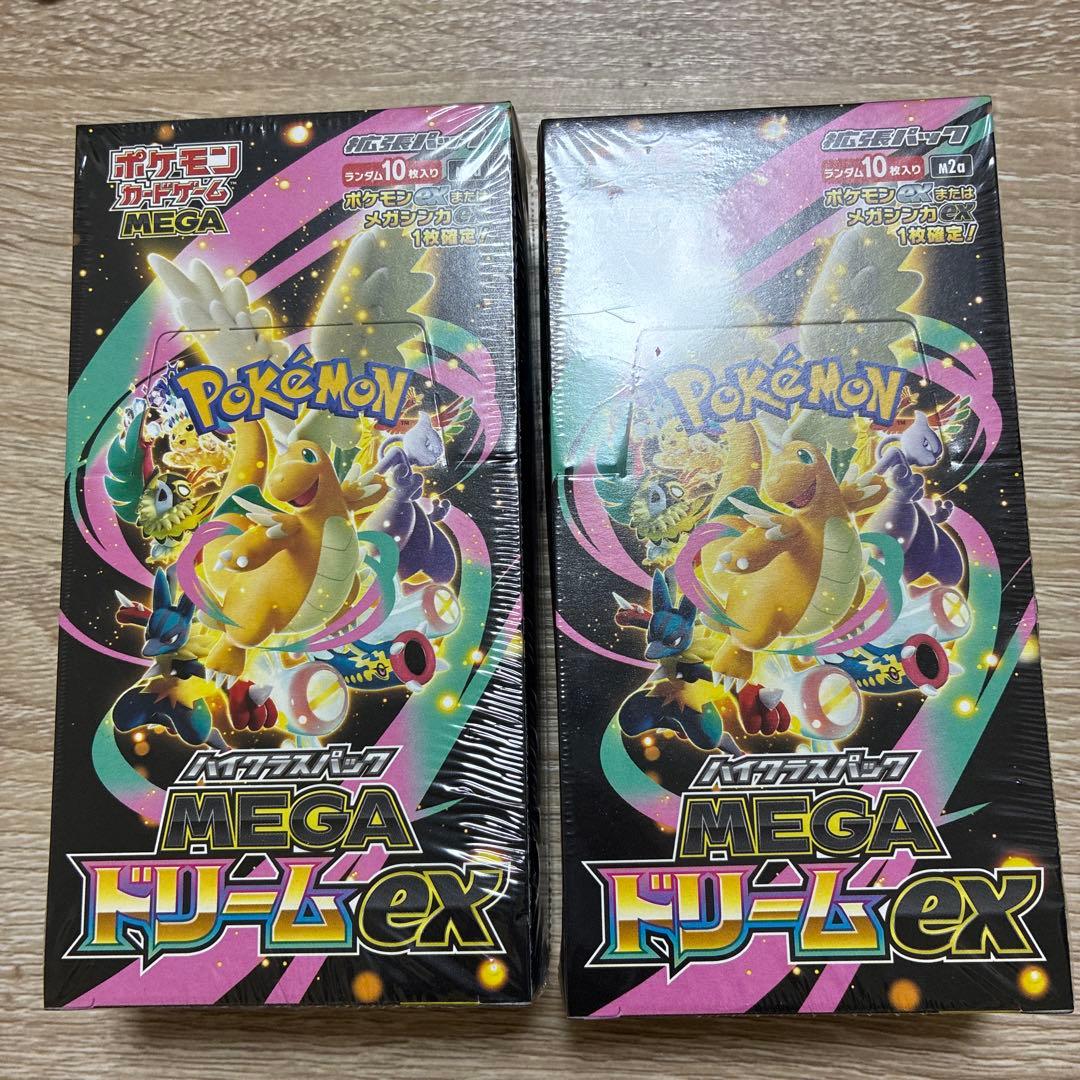 ポケモン
カードゲーム
MEGA
拡張パック
ランダム10枚入り
ポケモンexまたは
メガシンカex
1枚確定!
POKÉMON
ハイクラスパック
MEGA
ドリームex
拡張パック
ランダム10枚入り M2a
ポケモンexまたは
メガシンカex
1枚確定!
POKÉMON
ハイクラスパック
MEGA
ドリームex